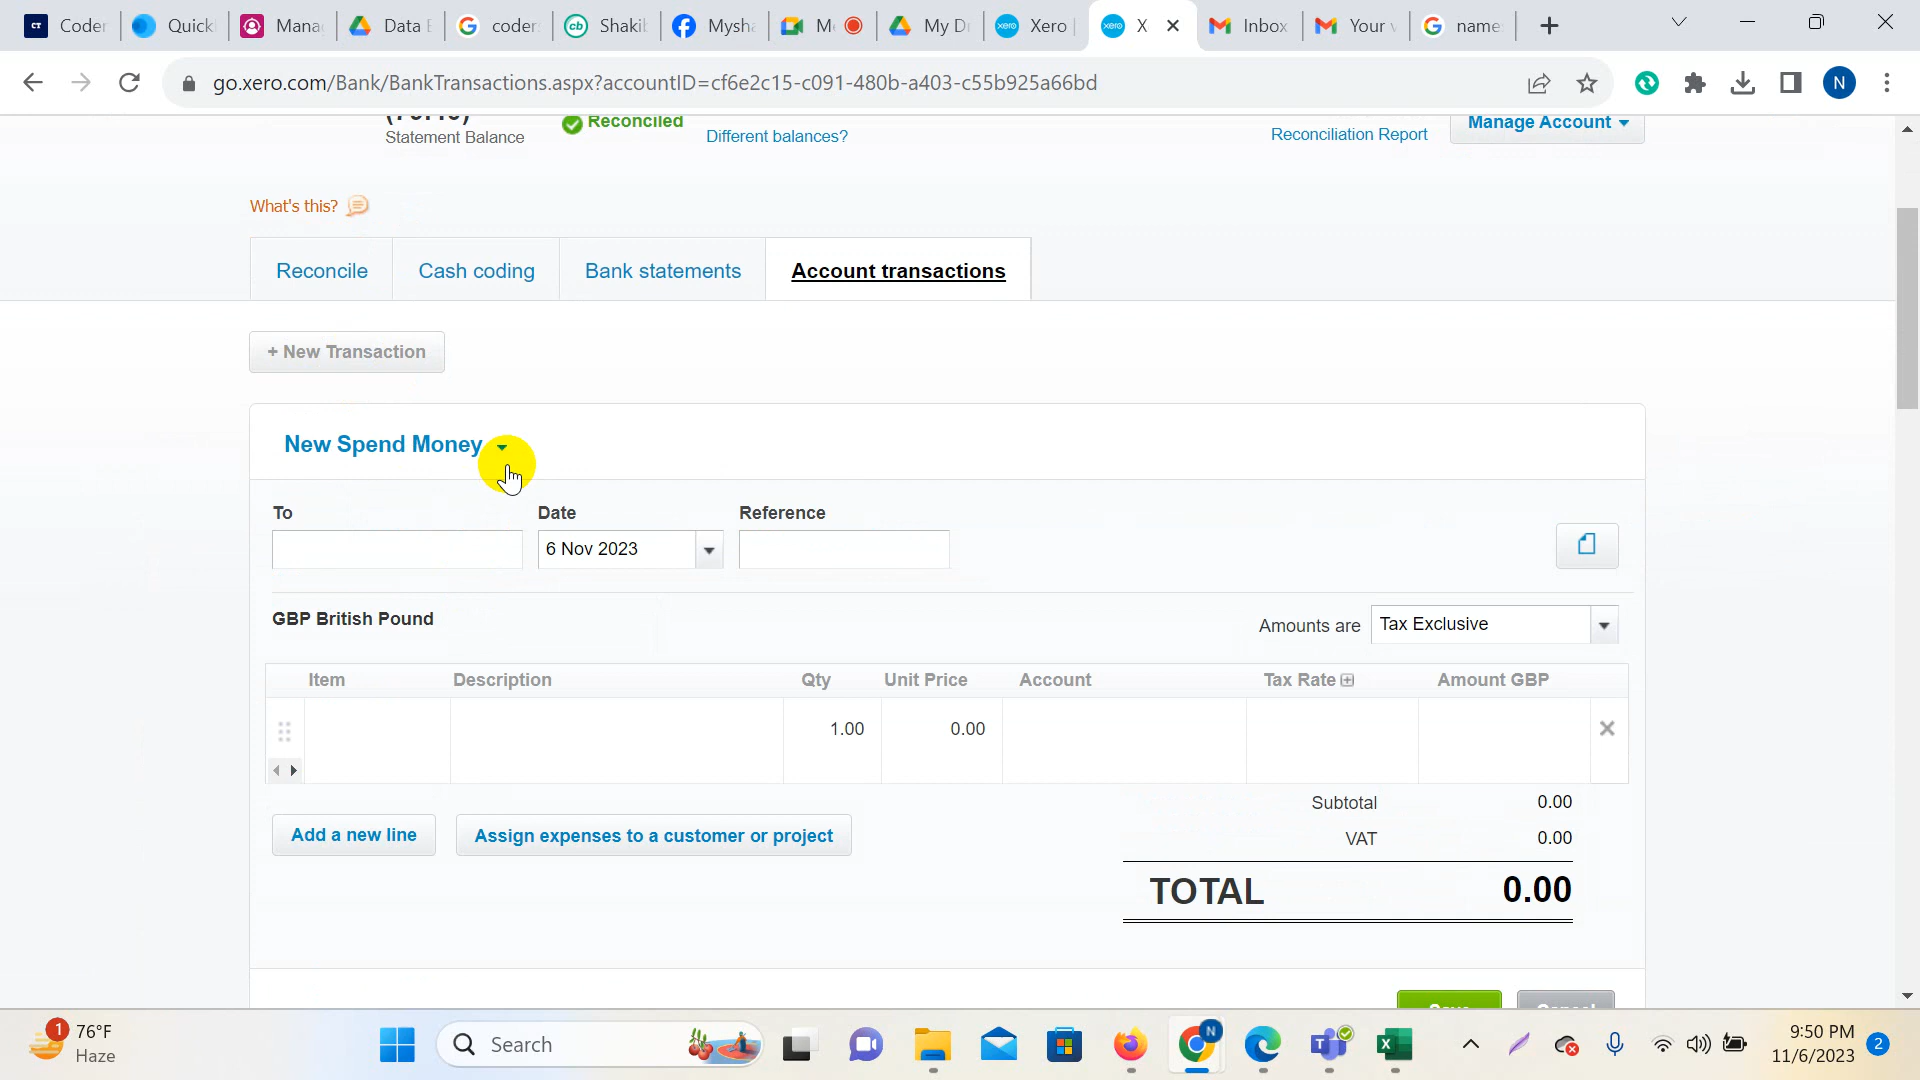 Coder
Quick
Mana
Data
coder
Shakib
Mysha
M
My D
Xero
X
Inbox
Your
name
go.xero.com/Bank/BankTransactions.aspx?accountID=cf6e2c15-c091-480b-a403-c55b925a66bd
N
Statement Balance
Reconciled
Different balances?
Reconciliation Report
Manage Account
What's this?
Reconcile
Cash coding
Bank statements
Account transactions
+ New Transaction
New Spend Money
To
Date
Reference
6 Nov 2023
GBP British Pound
Amounts are
Tax Exclusive
Item
Description
Qty
Unit Price
Account
Tax Rate
Amount GBP
1.00
0.00
Subtotal
0.00
Add a new line
Assign expenses to a customer or project
VAT
0.00
TOTAL
0.00
1
76°F
Haze
Search
9:50 PM
11/6/2023
2